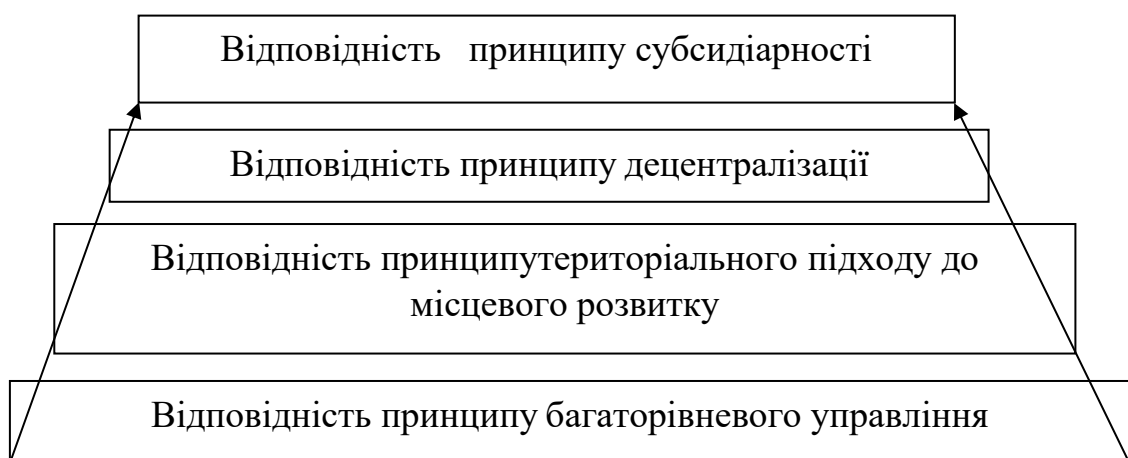 Відповідність принципу субсидіарності
Відповідність принципу децентралізації
Відповідність принципутериторіального підходу до
місцевого розвитку
Відповідність принципу багаторівневого управління